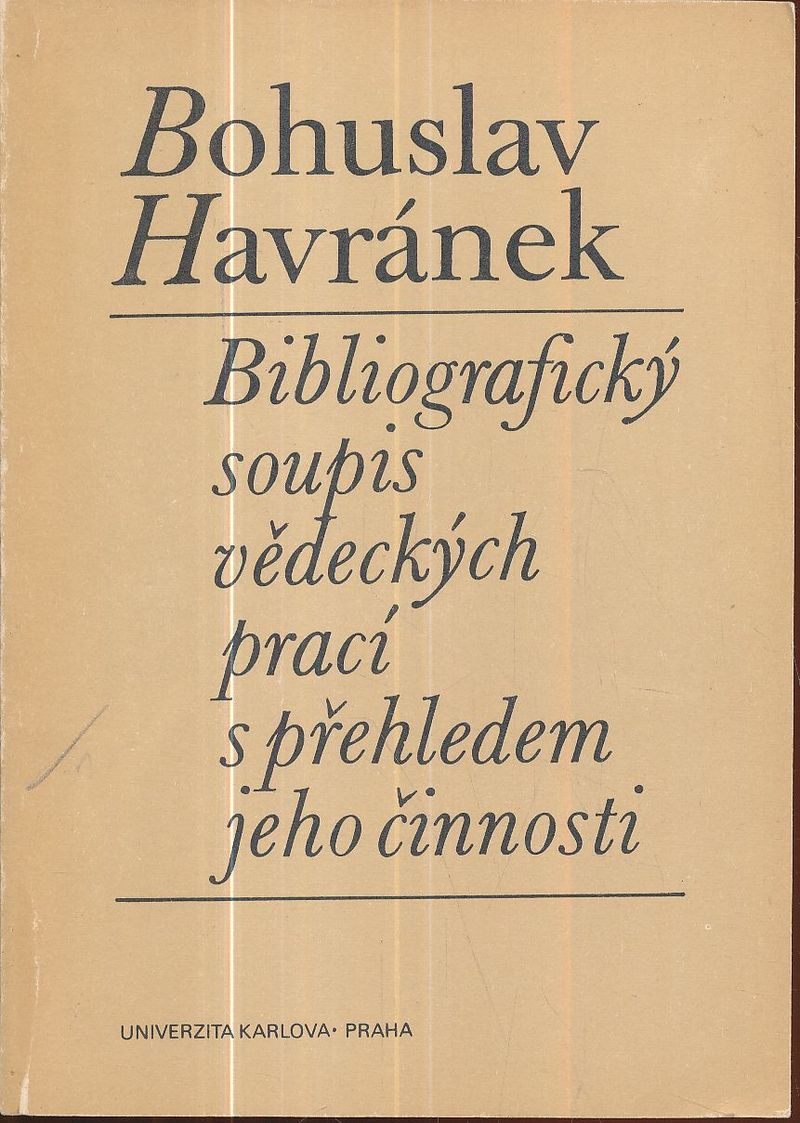 Bohuslav
Havránek
Bibliografický
soupis
vědeckých
prací
s přehledem
jeho činnosti
UNIVERZITA KARLOVA • PRAHA